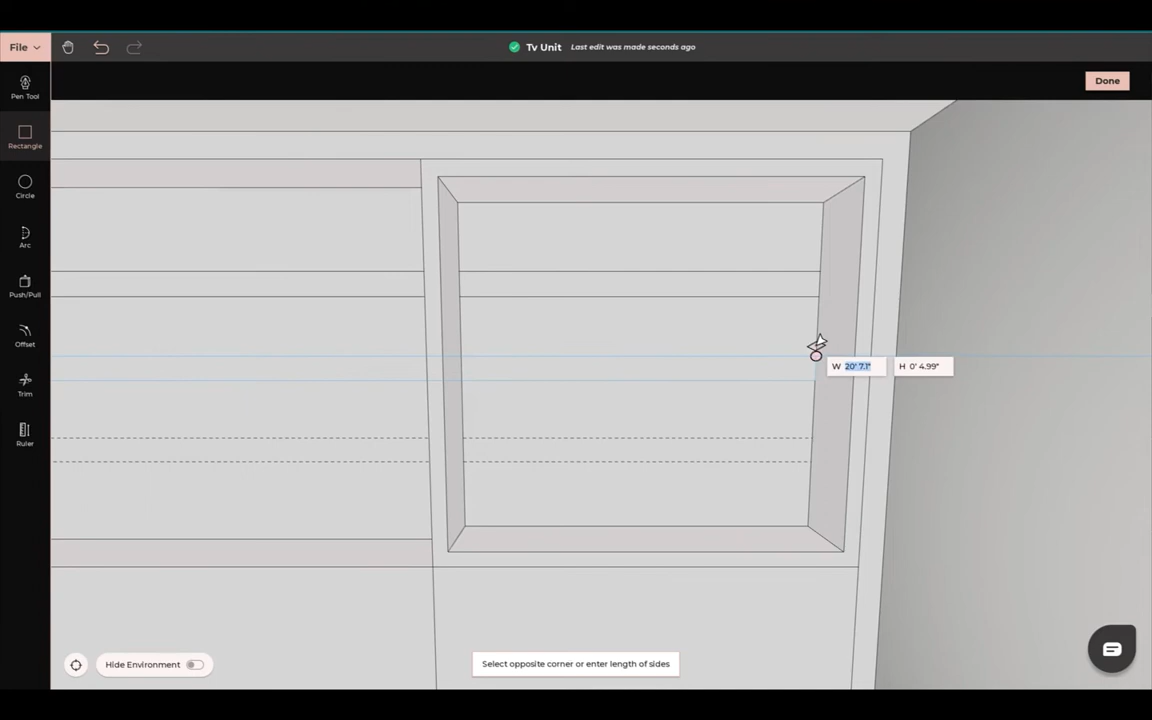 File
Tv Unit
Last edit was made seconds ago
Done
Pen Tool
Rectangle
Circle
Arc
Push/Pull
Offset
Trim
Ruler
W 20' 7.1" H 0' 4.99"
Hide Environment
Select opposite corner or enter length of sides